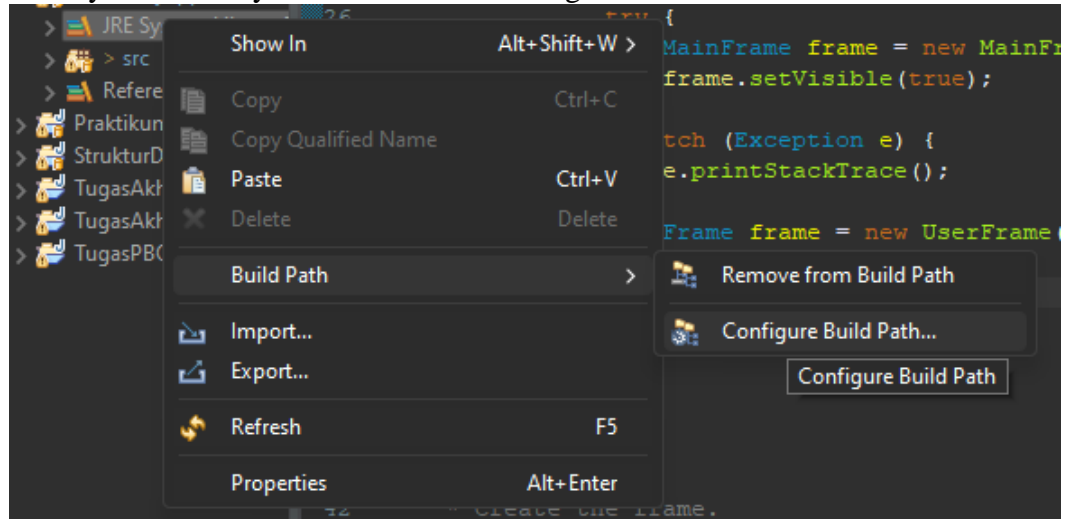 JRE Sy
> src
Refere
Praktikun
StrukturD
TugasAkh
TugasAkh
TugasPBO
26
try {
MainFrame frame = new MainFr
frame.setVisible(true);
tch (Exception e) {
e.printStackTrace();
Frame frame = new UserFrame(
Show In Alt+Shift+W >
Copy Ctrl+C
Copy Qualified Name
Paste Ctrl+V
Delete Delete
Build Path >
Import...
Export...
Refresh F5
Properties Alt+Enter
Remove from Build Path
Configure Build Path...
Configure Build Path
42 * Create the frame.